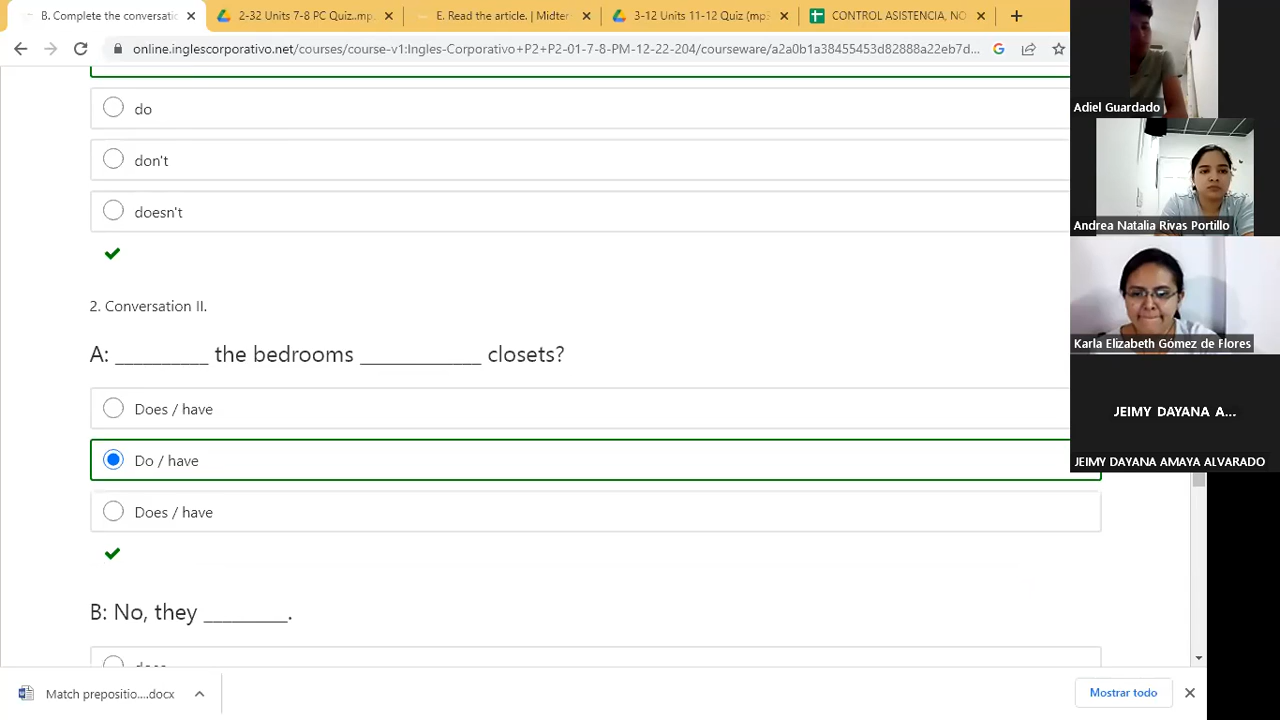 B. Complete the conversatic
2-32 Units 7-8 PC Quiz..mp
E. Read the article. | Midter
3-12 Units 11-12 Quiz (mp
CONTROL ASISTENCIA, NO
online.inglescorporativo.net/courses/course-v1:Ingles-Corporativo+P2+P2-01-7-8-PM-12-22-204/courseware/a2a0b1a38455453d82888a22eb7d...
do
don't
doesn't
2. Conversation II.
A: __________ the bedrooms _____________ closets?
Does / have
Do / have
Does / have
B: No, they _________.
does
Match prepositio....docx
Mostrar todo
Adiel Guardado
Andrea Natalia Rivas Portillo
Karla Elizabeth Gómez de Flores
JEIMY DAYANA A...
JEIMY DAYANA AMAYA ALVARADO